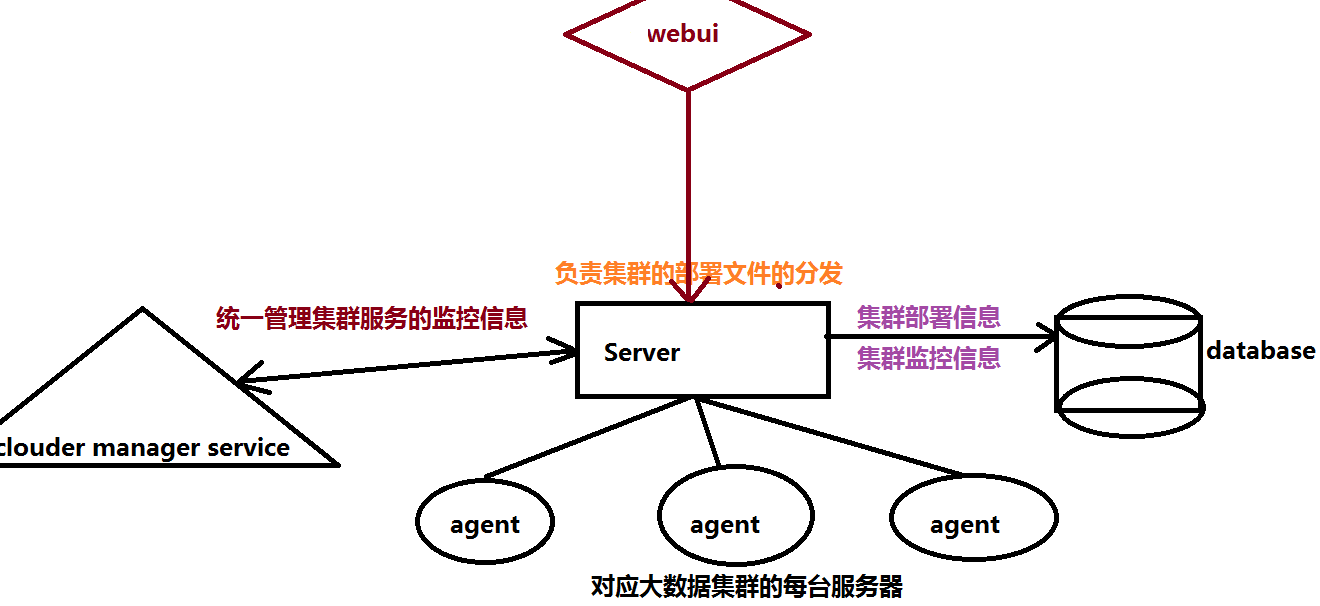 webui
负责集群的部署文件的分发
统一管理集群服务的监控信息
集群部署信息
Server
集群监控信息
database
clouder manager service
agent
agent
agent
对应大数据集群的每台服务器